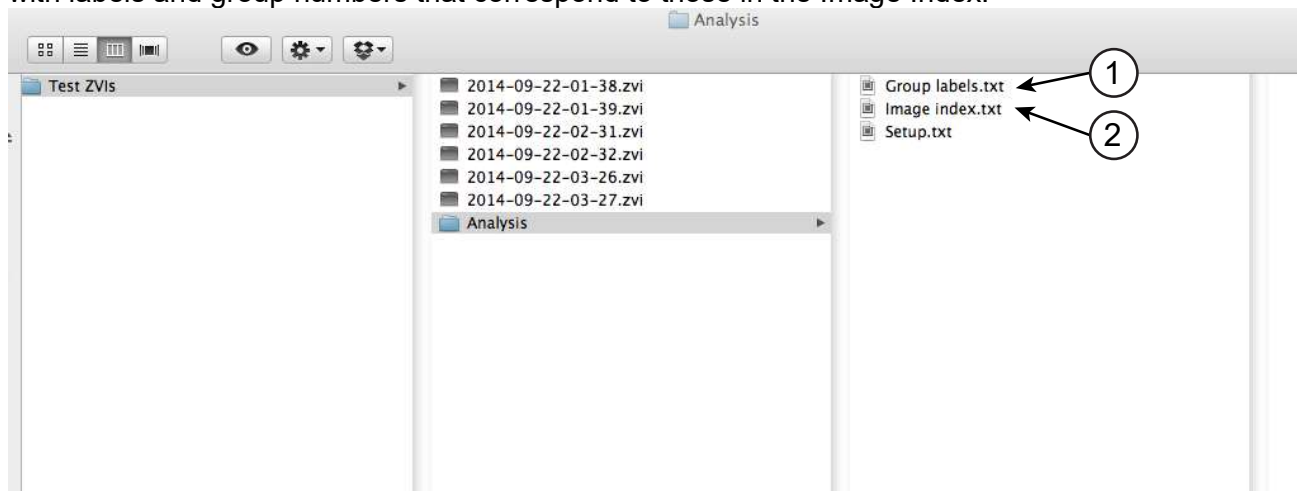 with labels and group numbers that correspond to those in the Image Index.
Analysis
Test ZVIs
2014-09-22-01-38.zvi
2014-09-22-01-39.zvi
2014-09-22-02-31.zvi
2014-09-22-02-32.zvi
2014-09-22-03-26.zvi
2014-09-22-03-27.zvi
Analysis
Group labels.txt
Image index.txt
Setup.txt
1
2